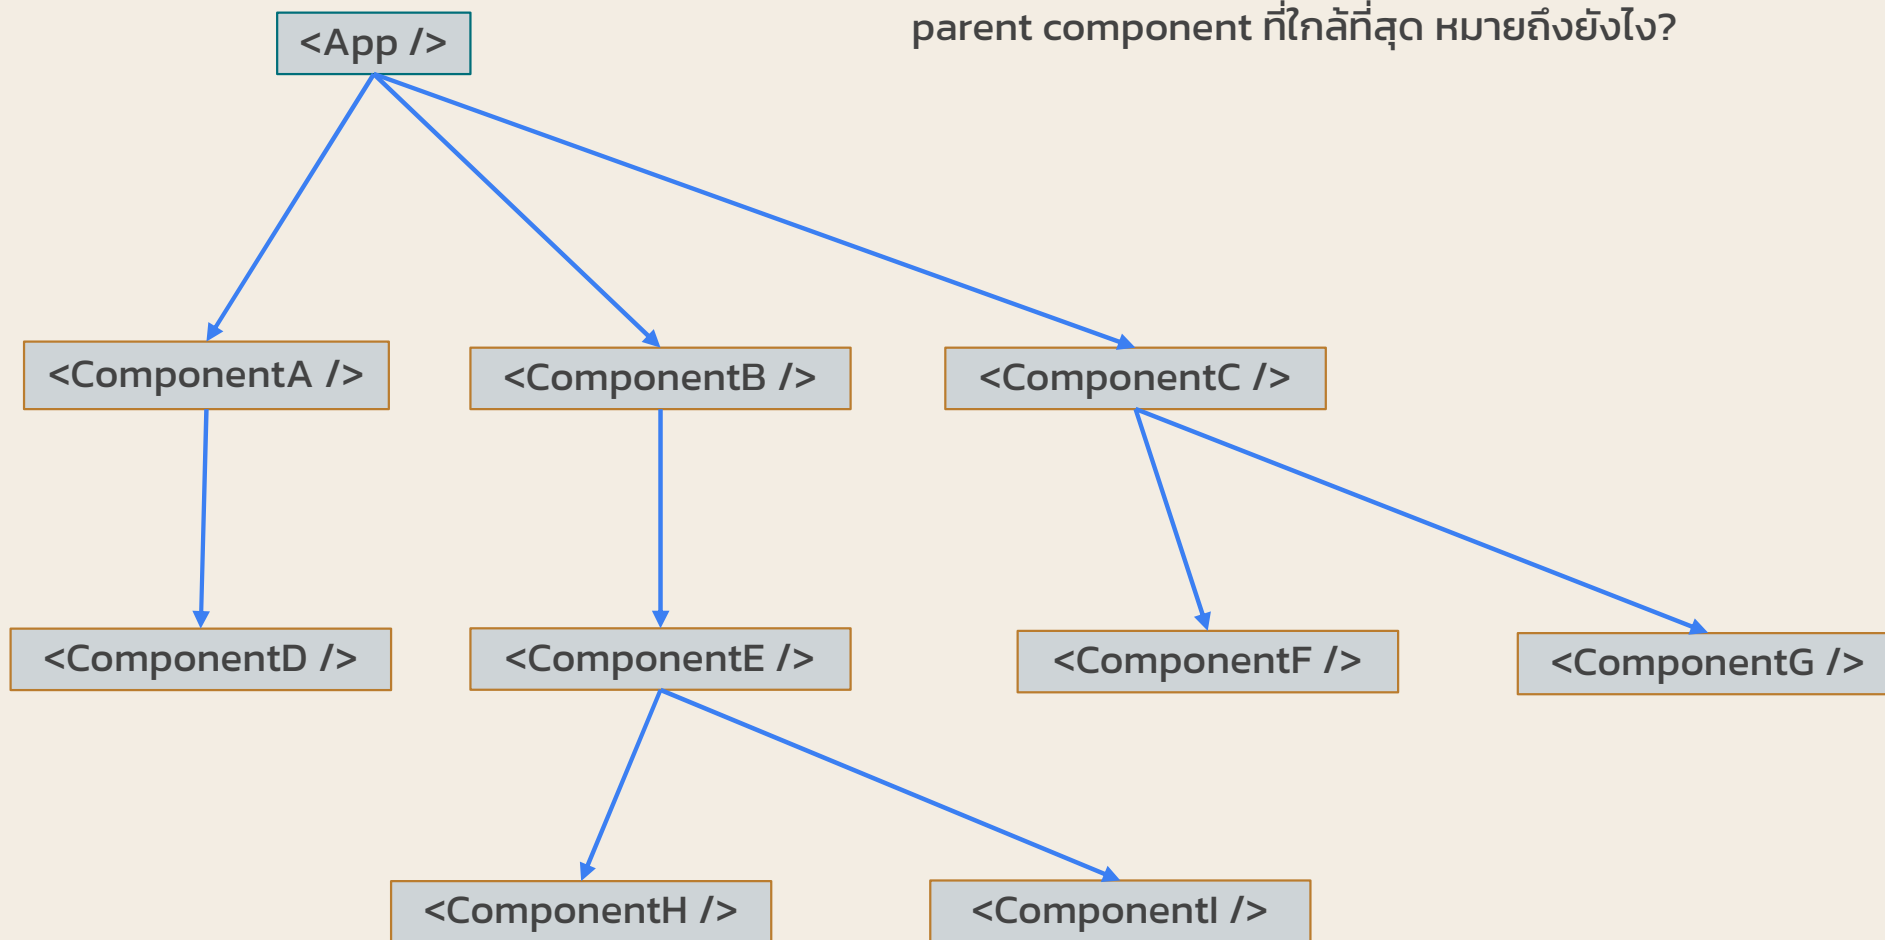 <App />
parent component ที่ใกล้ที่สุด หมายถึงยังไง?
<ComponentA />
<ComponentB />
<ComponentC />
<ComponentD />
<ComponentE />
<ComponentF />
<ComponentG />
<ComponentH />
<ComponentI />